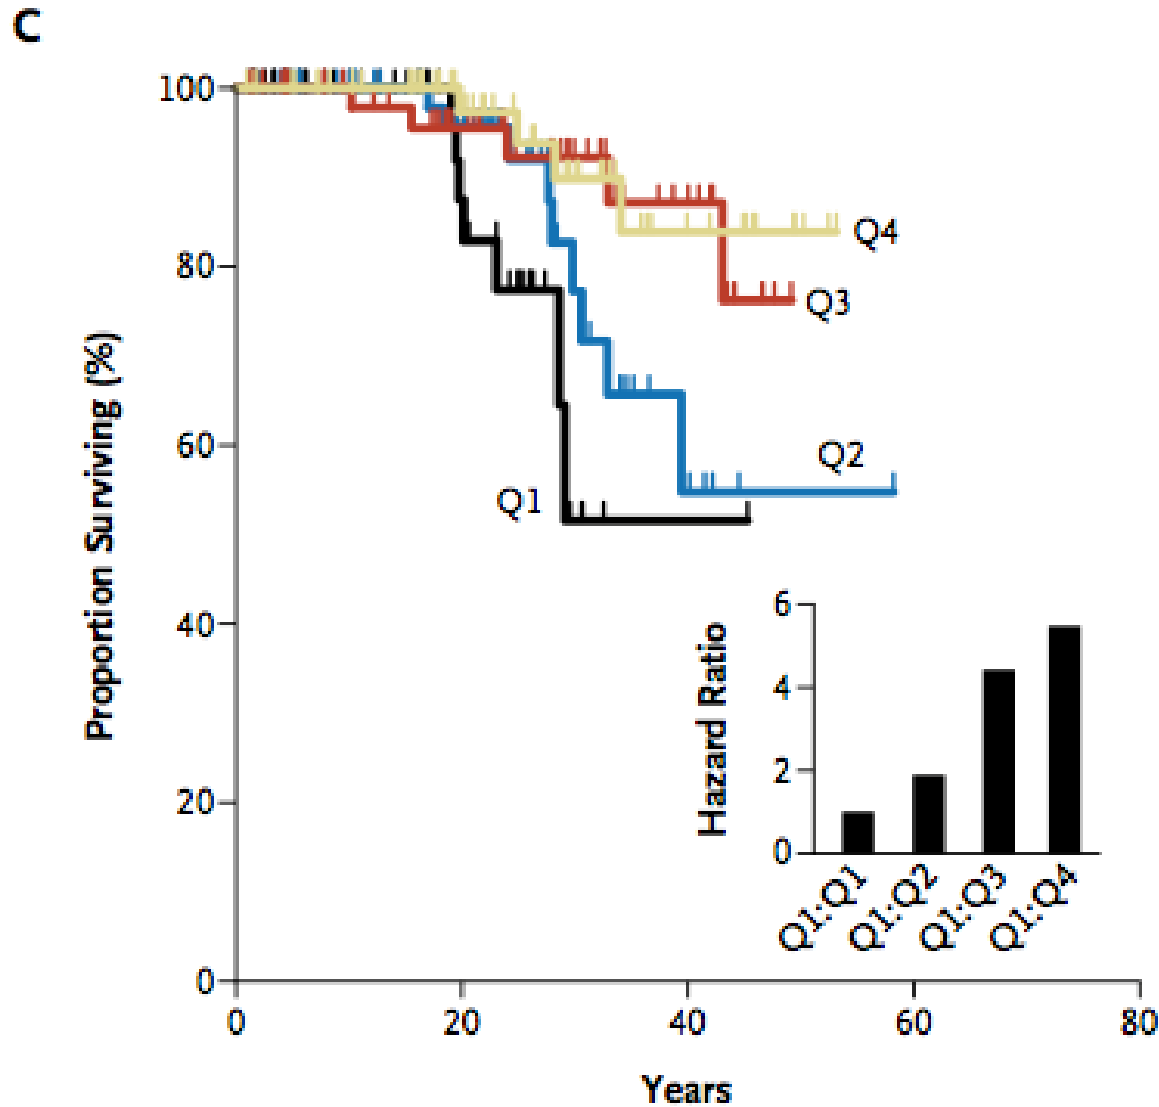 C
100
80
60
40
20
0
Proportion Surviving (%)
0 20 40 60 80
Years
Q4
Q3
Q2
Q1
Hazard Ratio
6
4
2
0
Q1:Q1 Q1:Q2 Q1:Q3 Q1:Q4